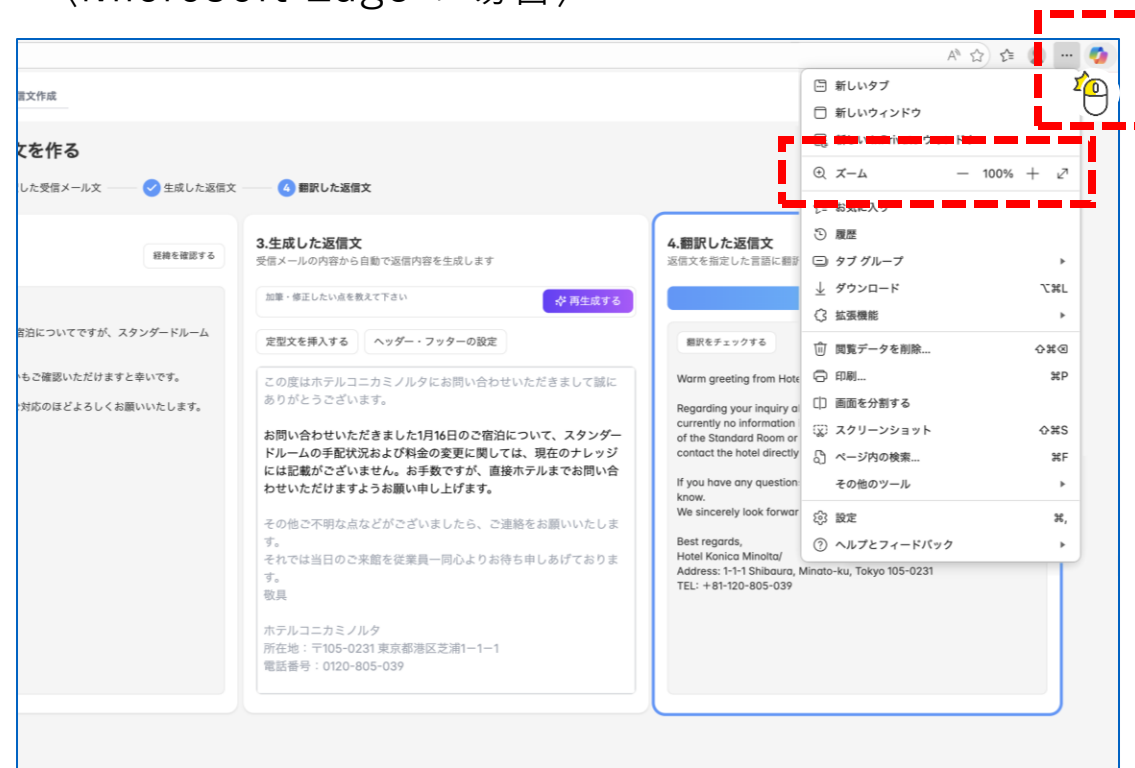 (Microsoft Edge の場合)
信文作成
文を作る
した受信メール文
生成した返信文
4 翻訳した返信文
経緯を確認する
宿泊についてですが、スタンダードルーム
もご確認いただけますと幸いです。
対応のほどよろしくお願いいたします。
3.生成した返信文
受信メールの内容から自動で返信内容を生成します
加筆・修正したい点を教えて下さい
再生成する
定型文を挿入する
ヘッダー・フッターの設定
この度はホテルコニカミノルタにお問い合わせいただきまして誠に
ありがとうございます。
お問い合わせいただきました1月16日のご宿泊について、スタンダー
ドルームの手配状況および料金の変更に関しては、現在のナレッジ
には記載がございません。お手数ですが、直接ホテルまでお問い合
わせいただけますようお願い申し上げます。
その他ご不明な点などがございましたら、ご連絡をお願いいたしま
す。
それでは当日のご来館を従業員一同心よりお待ち申しあげておりま
す。
敬具
ホテルコニカミノルタ
所在地：〒105-0231 東京都港区芝浦1-1-1
電話番号：0120-805-039
4.翻訳した返信文
返信文を指定した言語に翻訳
翻訳をチェックする
Warm greeting from Hote
Regarding your inquiry a
currently no information
of the Standard Room or
contact the hotel directly
If you have any question
know.
We sincerely look forwar
Best regards,
Hotel Konica Minolta/
Address: 1-1-1 Shibaura, Minato-ku, Tokyo 105-0231
TEL: +81-120-805-039
新しいタブ
新しいウィンドウ
ズーム
100%
お気に入り
履歴
タブ グループ
ダウンロード ⌥⌘L
拡張機能
閲覧データを削除... ⇧⌘⌫
印刷... ⌘P
画面を分割する
スクリーンショット ⇧⌘S
ページ内の検索... ⌘F
その他のツール
設定 ⌘,
ヘルプとフィードバック